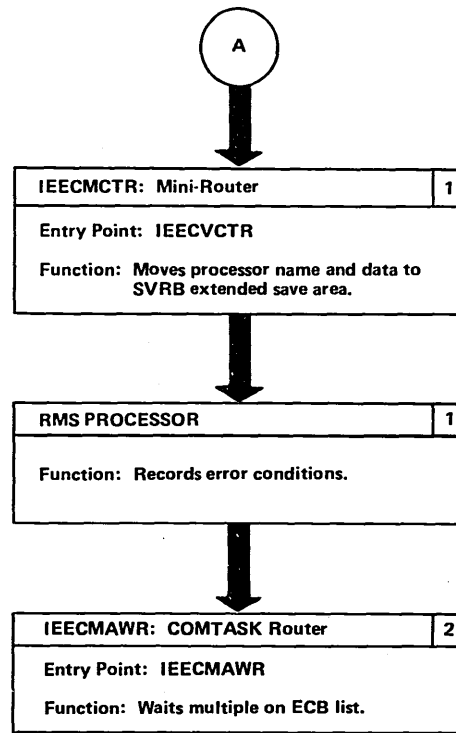 A
IEECMCTR: Mini-Router 1
Entry Point: IEECVCTR
Function: Moves processor name and data to
SVRB extended save area.
RMS PROCESSOR 1
Function: Records error conditions.
IEECMAWR: COMTASK Router 2
Entry Point: IEECMAWR
Function: Waits multiple on ECB list.